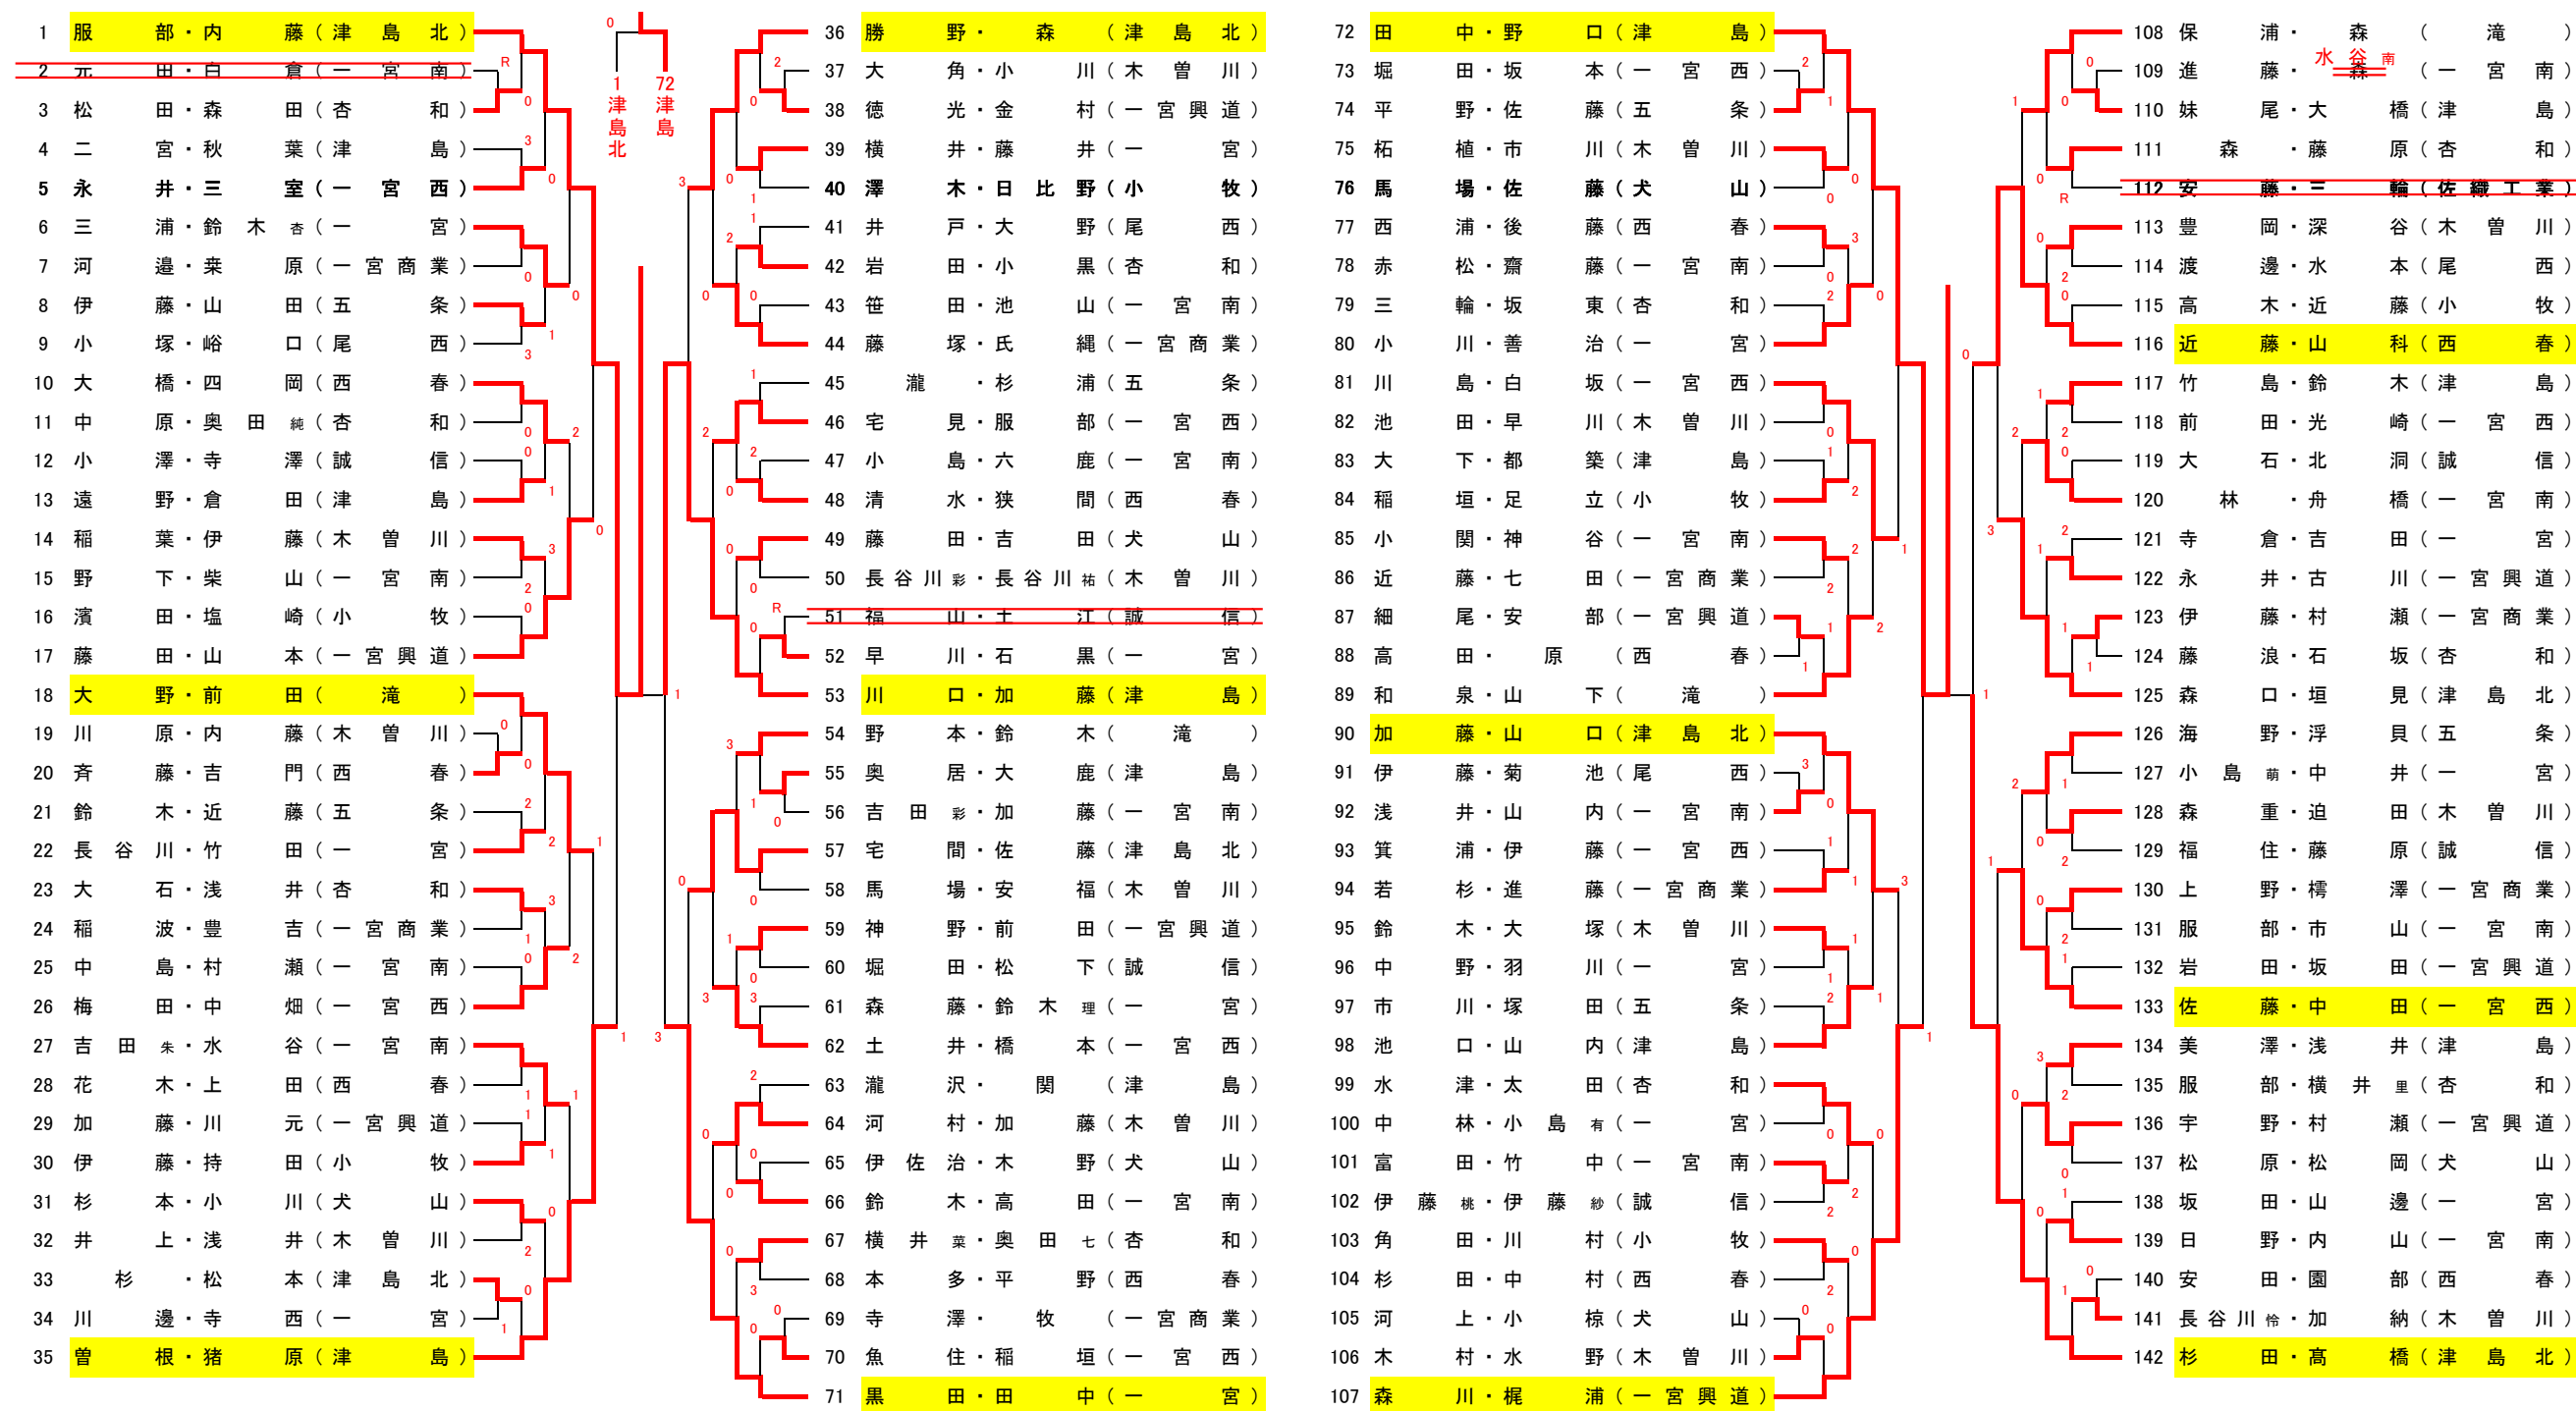 1 服部・内藤(津島北)
2 元田・白倉(一宮南)
3 松田・森田(杏和)
4 二宮・秋葉(津島)
5 永井・三室(一宮西)
6 三浦・鈴木杏(一宮)
7 河邉・桒原(一宮商業)
8 伊藤・山田(五条)
9 小塚・峪口(尾西)
10 大橋・四岡(西春)
11 中原・奥田純(杏和)
12 小澤・寺澤(誠信)
13 遠野・倉田(津島)
14 稲葉・伊藤(木曽川)
15 野下・柴山(一宮南)
16 濱田・塩崎(小牧)
17 藤田・山本(一宮興道)
18 大野・前田(滝)
19 川原・内藤(木曽川)
20 斉藤・吉門(西春)
21 鈴木・近藤(五条)
22 長谷川・竹田(一宮)
23 大石・浅井(杏和)
24 稲波・豊吉(一宮商業)
25 中島・村瀬(一宮南)
26 梅田・中畑(一宮西)
27 吉田朱・水谷(一宮南)
28 花木・上田(西春)
29 加藤・川元(一宮興道)
30 伊藤・持田(小牧)
31 杉本・小川(犬山)
32 井上・浅井(木曽川)
33 杉・松本(津島北)
34 川邊・寺西(一宮)
35 曽根・猪原(津島)
0
1 津島北
72 津島
36 勝野・森(津島北)
37 大角・小川(木曽川)
38 徳光・金村(一宮興道)
39 横井・藤井(一宮)
40 澤木・日比野(小牧)
41 井戸・大野(尾西)
42 岩田・小黒(杏和)
43 笹田・池山(一宮南)
44 藤塚・氏縄(一宮商業)
45 瀧・杉浦(五条)
46 宅見・服部(一宮西)
47 小島・六鹿(一宮南)
48 清水・狭間(西春)
49 藤田・吉田(犬山)
50 長谷川彩・長谷川祐(木曽川)
51 福山・土江(誠信)
52 早川・石黒(一宮)
53 川口・加藤(津島)
54 野本・鈴木(滝)
55 奥居・大鹿(津島)
56 吉田彩・加藤(一宮南)
57 宅間・佐藤(津島北)
58 馬場・安福(木曽川)
59 神野・前田(一宮興道)
60 堀田・松下(誠信)
61 森藤・鈴木理(一宮)
62 土井・橋本(一宮西)
63 瀧沢・関(津島)
64 河村・加藤(木曽川)
65 伊佐治・木野(犬山)
66 鈴木・高田(一宮南)
67 横井菜・奥田七(杏和)
68 本多・平野(西春)
69 寺澤・牧(一宮商業)
70 魚住・稲垣(一宮西)
71 黒田・田中(一宮)
72 田中・野口(津島)
73 堀田・坂本(一宮西)
74 平野・佐藤(五条)
75 柘植・市川(木曽川)
76 馬場・佐藤(犬山)
77 西浦・後藤(西春)
78 赤松・齋藤(一宮南)
79 三輪・坂東(杏和)
80 小川・善治(一宮)
81 川島・白坂(一宮西)
82 池田・早川(木曽川)
83 大下・都築(津島)
84 稲垣・足立(小牧)
85 小関・神谷(一宮南)
86 近藤・七田(一宮商業)
87 細尾・安部(一宮興道)
88 高田・原(西春)
89 和泉・山下(滝)
90 加藤・山口(津島北)
91 伊藤・菊池(尾西)
92 浅井・山内(一宮南)
93 箕浦・伊藤(一宮西)
94 若杉・進藤(一宮商業)
95 鈴木・大塚(木曽川)
96 中野・羽川(一宮)
97 市川・塚田(五条)
98 池口・山内(津島)
99 水津・太田(杏和)
100 中林・小島有(一宮)
101 富田・竹中(一宮南)
102 伊藤桃・伊藤紗(誠信)
103 角田・川村(小牧)
104 杉田・中村(西春)
105 河上・小椋(犬山)
106 木村・水野(木曽川)
107 森川・梶浦(一宮興道)
108 保浦・森(滝)
水谷南
109 進藤・森(一宮南)
110 妹尾・大橋(津島)
111 森・藤原(杏和)
112 安藤・三輪(佐織工業)
113 豊岡・深谷(木曽川)
114 渡邊・水本(尾西)
115 高木・近藤(小牧)
116 近藤・山科(西春)
117 竹島・鈴木(津島)
118 前田・光崎(一宮西)
119 大石・北洞(誠信)
120 林・舟橋(一宮南)
121 寺倉・吉田(一宮)
122 永井・古川(一宮興道)
123 伊藤・村瀬(一宮商業)
124 藤浪・石坂(杏和)
125 森口・垣見(津島北)
126 海野・浮貝(五条)
127 小島萌・中井(一宮)
128 森重・迫田(木曽川)
129 福住・藤原(誠信)
130 上野・樗澤(一宮商業)
131 服部・市山(一宮南)
132 岩田・坂田(一宮興道)
133 佐藤・中田(一宮西)
134 美澤・浅井(津島)
135 服部・横井里(杏和)
136 宇野・村瀬(一宮興道)
137 松原・松岡(犬山)
138 坂田・山邊(一宮)
139 日野・内山(一宮南)
140 安田・園部(西春)
141 長谷川怜・加納(木曽川)
142 杉田・髙橋(津島北)